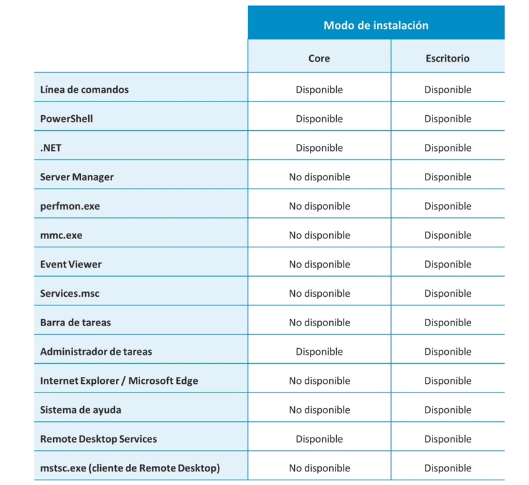 Modo de instalación
Core Escritorio
Línea de comandos Disponible Disponible
PowerShell Disponible Disponible
.NET Disponible Disponible
Server Manager No disponible Disponible
perfmon.exe No disponible Disponible
mmc.exe No disponible Disponible
Event Viewer No disponible Disponible
Services.msc No disponible Disponible
Barra de tareas No disponible Disponible
Administrador de tareas Disponible Disponible
Internet Explorer / Microsoft Edge No disponible Disponible
Sistema de ayuda No disponible Disponible
Remote Desktop Services Disponible Disponible
mstsc.exe (cliente de Remote Desktop) No disponible Disponible